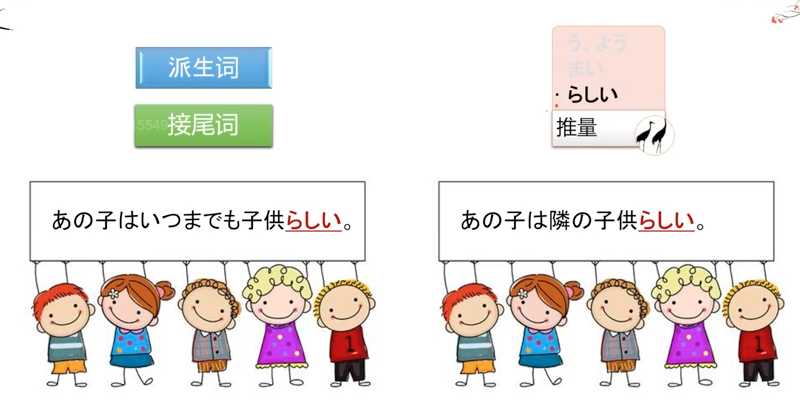 派生词
接尾词
う、よう
まい
・らしい
推量
あの子はいつまでも子供らしい。
あの子は隣の子供らしい。
1
1